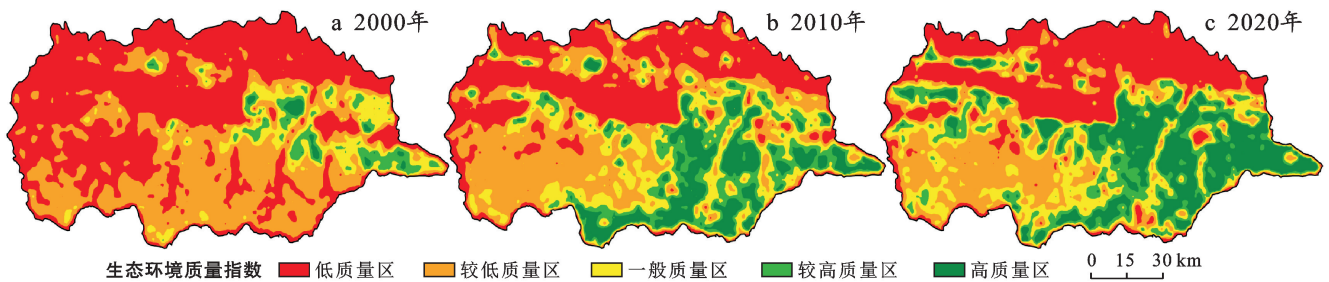 a 2000年
b 2010年
c 2020年
生态环境质量指数 低质量区 较低质量区 一般质量区 较高质量区 高质量区
0 15 30 km